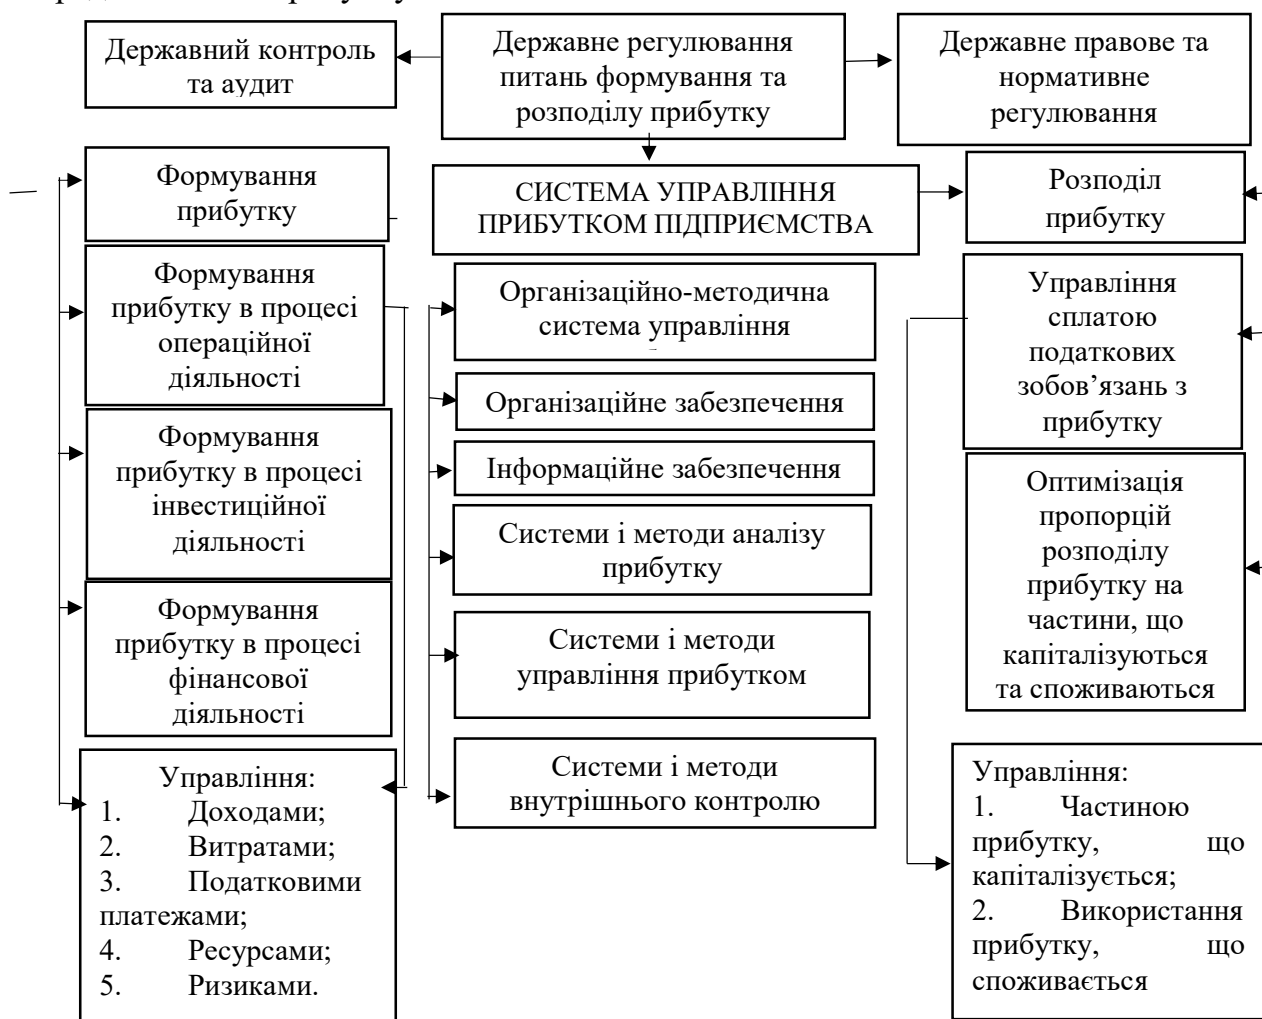 Державний контроль
та аудит
Державне регулювання
питань формування та
розподілу прибутку
Державне правове та
нормативне
регулювання
Формування
прибутку
СИСТЕМА УПРАВЛІННЯ
ПРИБУТКОМ ПІДПРИЄМСТВА
Розподіл
прибутку
Формування
прибутку в процесі
операційної
діяльності
Формування
прибутку в процесі
інвестиційної
діяльності
Формування
прибутку в процесі
фінансової
діяльності
Управління:
1. Доходами;
2. Витратами;
3. Податковими
платежами;
4. Ресурсами;
5. Ризиками.
Організаційно-методична
система управління
Організаційне забезпечення
Інформаційне забезпечення
Системи і методи аналізу
прибутку
Системи і методи
управління прибутком
Системи і методи
внутрішнього контролю
Управління
сплатою
податкових
зобов’язань з
прибутку
Оптимізація
пропорцій
розподілу
прибутку на
частини, що
капіталізуються
та споживаються
Управління:
1. Частиною
прибутку, що
капіталізується;
2. Використання
прибутку, що
споживається